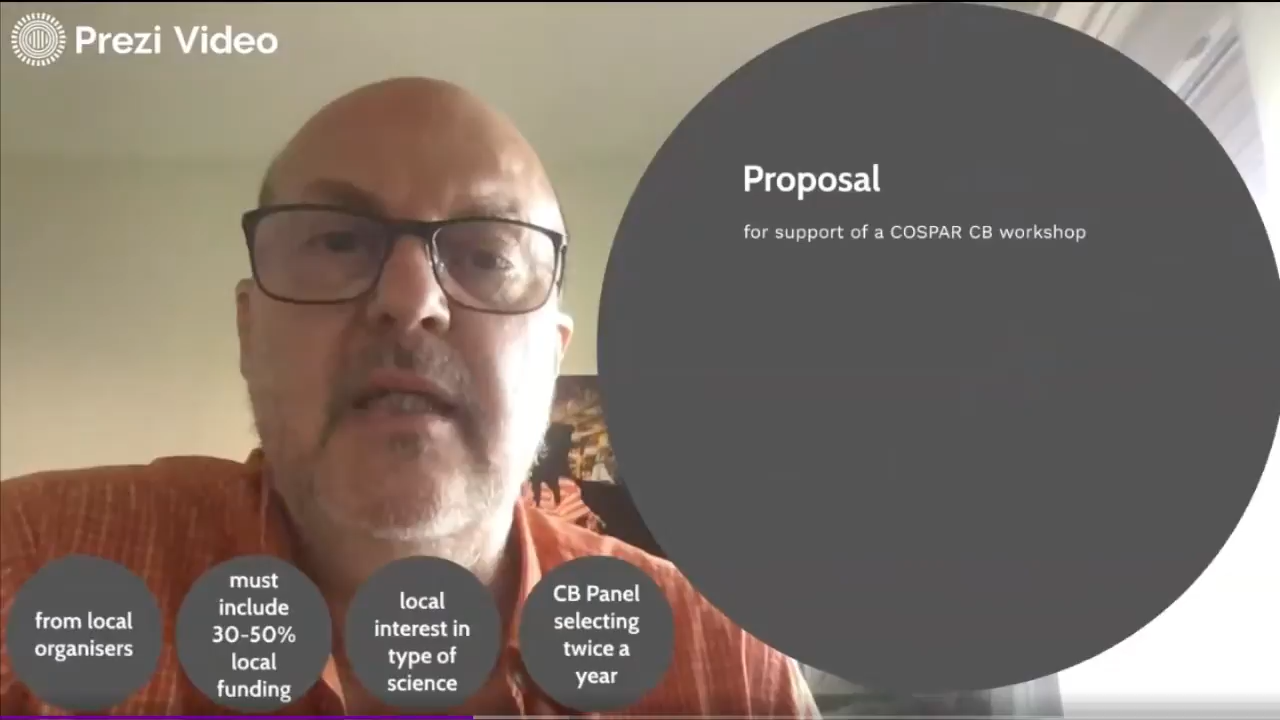 Prezi Video
Proposal
for support of a COSPAR CB workshop
from local
organisers
must
include
30-50%
local
funding
local
interest in
type of
science
CB Panel
selecting
twice a
year